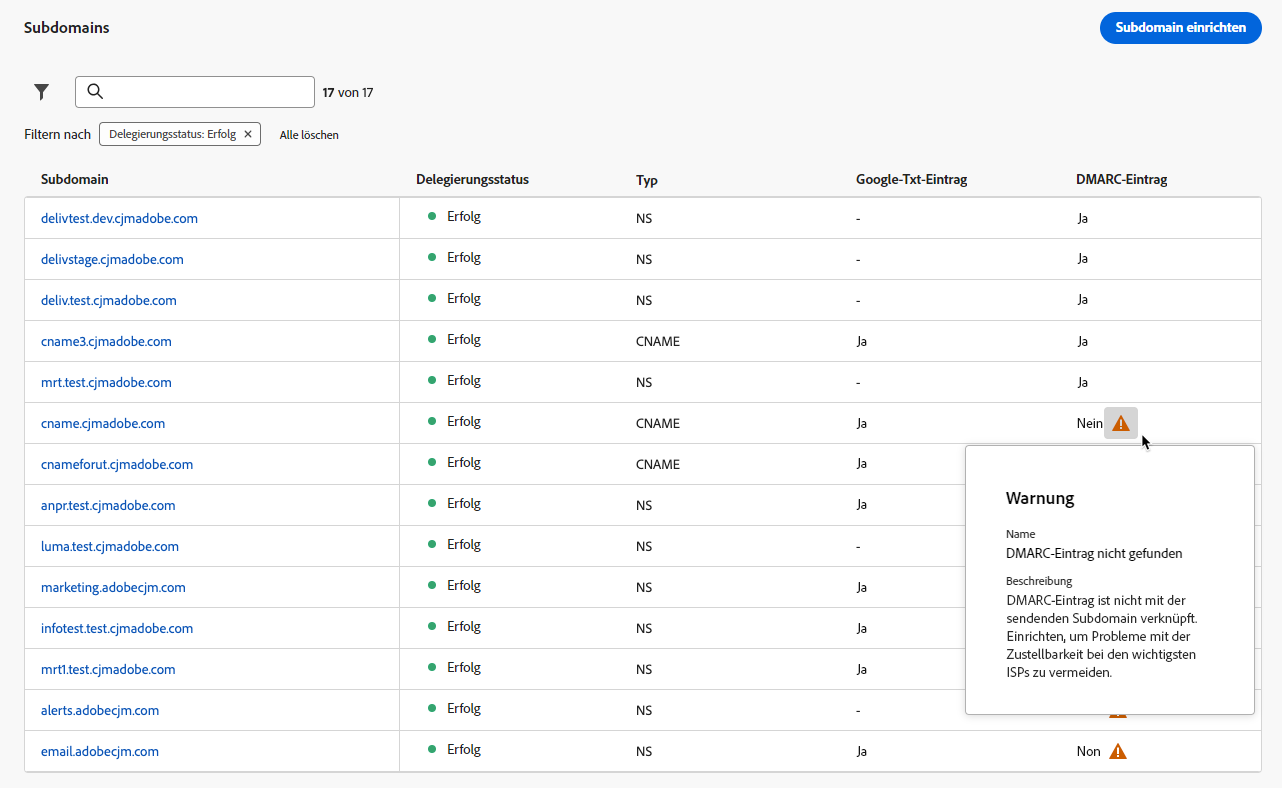 Subdomains
Subdomain einrichten
17 von 17
Filtern nach Delegierungsstatus: Erfolg × Alle löschen
Subdomain Delegierungsstatus Typ Google-Txt-Eintrag DMARC-Eintrag
delivtest.dev.cjmadobe.com Erfolg NS - Ja
delivstage.cjmadobe.com Erfolg NS - Ja
deliv.test.cjmadobe.com Erfolg NS - Ja
cname3.cjmadobe.com Erfolg CNAME Ja Ja
mrt.test.cjmadobe.com Erfolg NS - Ja
cname.cjmadobe.com Erfolg CNAME Ja Nein
cnameforut.cjmadobe.com Erfolg CNAME Ja
anpr.test.cjmadobe.com Erfolg NS Ja
luma.test.cjmadobe.com Erfolg NS -
marketing.adobecjm.com Erfolg NS Ja
infotest.test.cjmadobe.com Erfolg NS Ja
mrt1.test.cjmadobe.com Erfolg NS Ja
alerts.adobecjm.com Erfolg NS -
email.adobecjm.com Erfolg NS Ja Non
Warnung
Name
DMARC-Eintrag nicht gefunden
Beschreibung
DMARC-Eintrag ist nicht mit der
sendenden Subdomain verknüpft.
Einrichten, um Probleme mit der
Zustellbarkeit bei den wichtigsten
ISPs zu vermeiden.